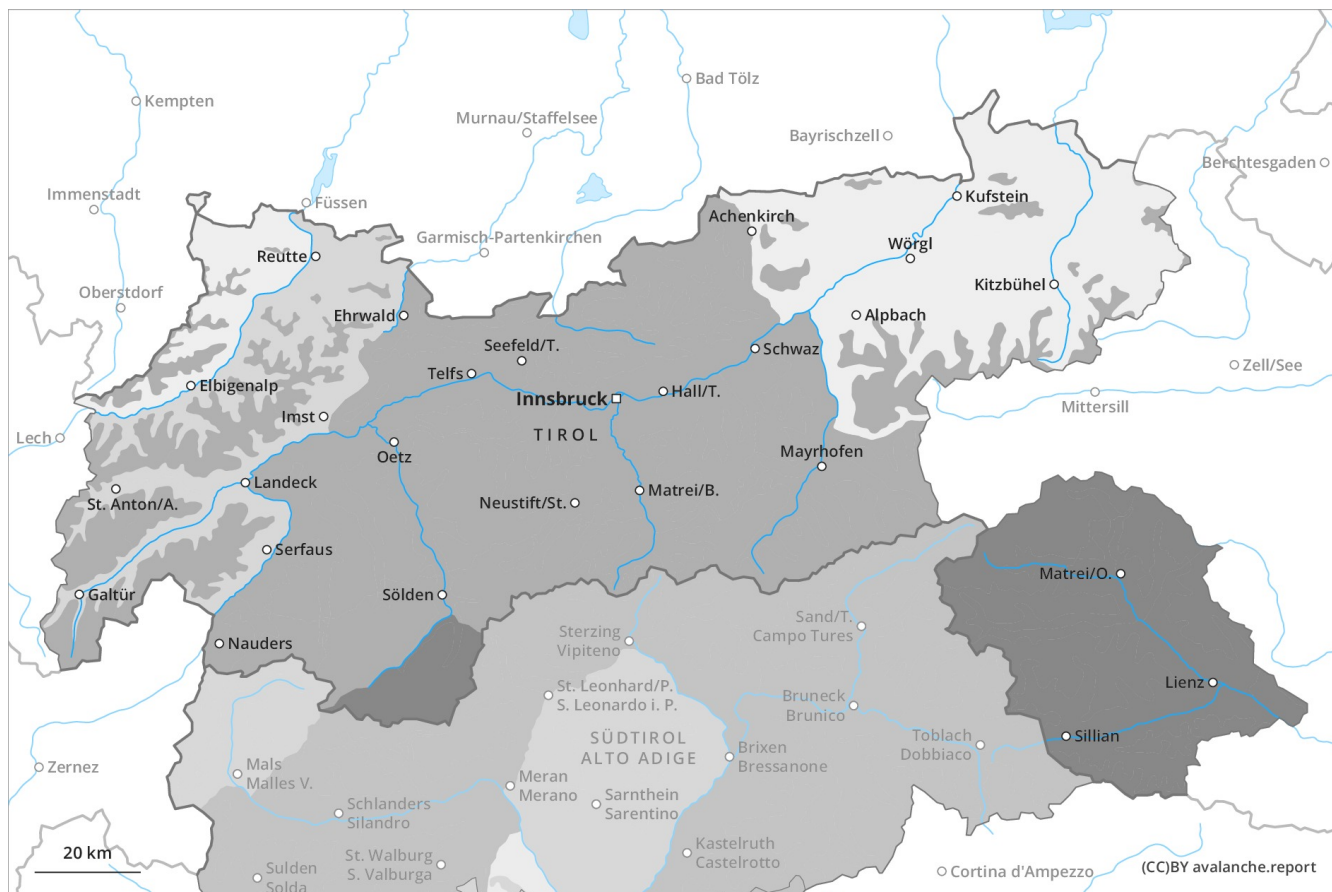 Bad Tölz
Kempten
Murnau/Staffelsee
Bayrischzell
Berchtesgaden
Immenstadt
Füssen
Kufstein
Achenkirch
Garmisch-Partenkirchen
Wörgl
Reutte
Kitzbühel
Oberstdorf
Ehrwald
Alpbach
Seefeld/T.
Schwaz
Zell/See
Telfs
Elbigenalp
Innsbruck
Hall/T.
Mittersill
Imst
TIROL
Lech
Oetz
Mayrhofen
Landeck
St. Anton/A.
Matrei/B.
Neustift/St.
Serfaus
Matrei/O.
Galtür
Sölden
Sand/T.
Campo Tures
Sterzing
Vipiteno
Nauders
Lienz
St. Leonhard/P.
S. Leonardo i. P.
Bruneck
Brunico
SÜDTIROL
ALTO ADIGE
Toblach
Dobbiaco
Sillian
Brixen
Bressanone
Zernez
Mals
Malles V.
Meran
Merano
Sarnthein
Sarentino
Schlanders
Silandro
Kastelruth
Castelrotto
20 km
St. Walburg
S. Valburga
Sulden
Solda
Cortina d'Ampezzo
(CC)BY avalanche.report